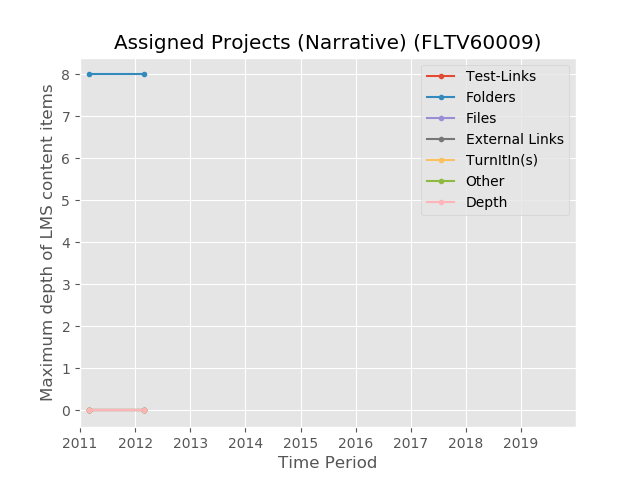 Assigned Projects (Narrative) (FLTV60009)
Maximum depth of LMS content items
8
7
6
5
4
3
2
1
0
Test-Links
Folders
Files
External Links
TurnItIn(s)
Other
Depth
2011 2012 2013 2014 2015 2016 2017 2018 2019
Time Period